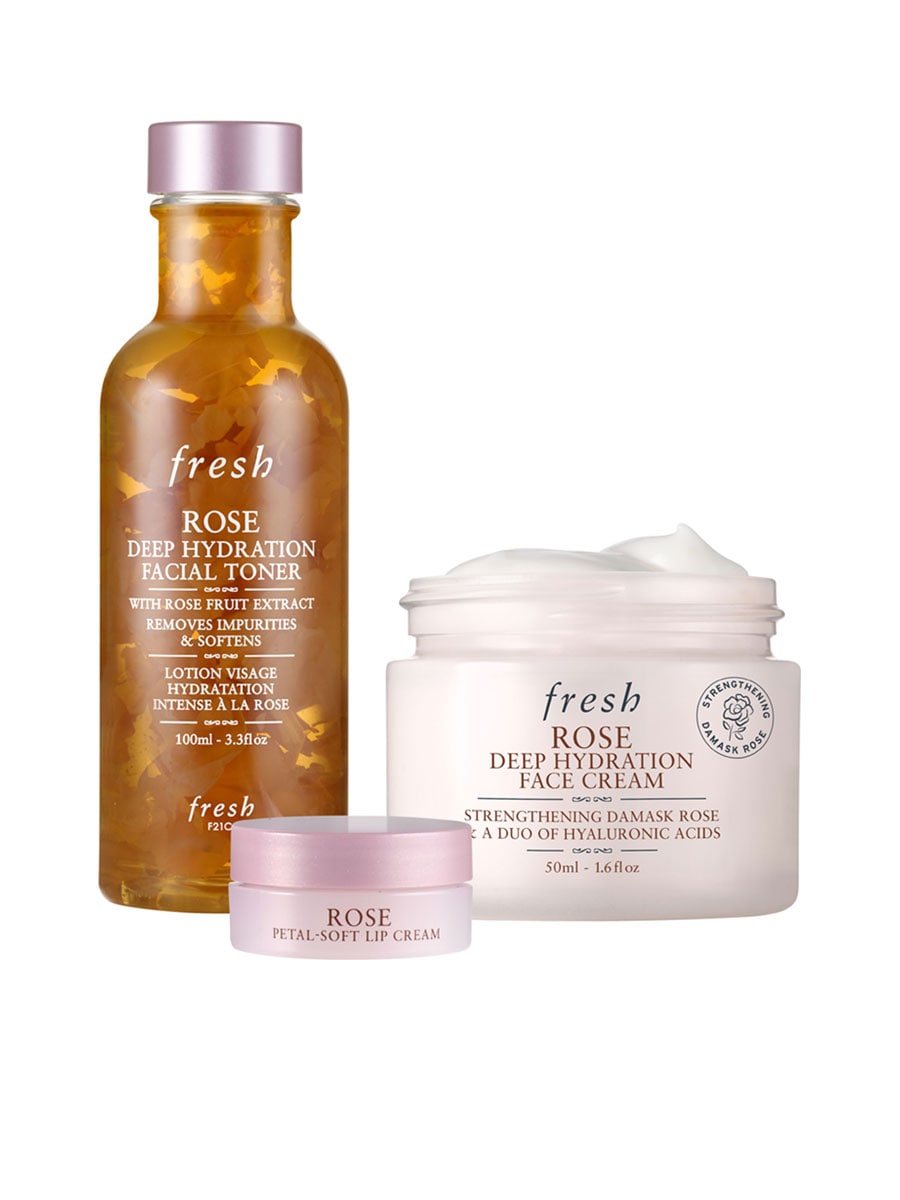 fresh
ROSE
DEEP HYDRATION
FACIAL TONER
WITH ROSE FRUIT EXTRACT
REMOVES IMPURITIES
& SOFTENS
LOTION VISAGE
HYDRATATION
INTENSE À LA ROSE
100ml - 3.3fl oz
fresh
F21C
ROSE
PETAL-SOFT LIP CREAM
fresh
ROSE
DEEP HYDRATION
FACE CREAM
STRENGTHENING DAMASK ROSE
& A DUO OF HYALURONIC ACIDS
50ml - 1.6fl oz
STRENGTHENING
DAMASK ROSE